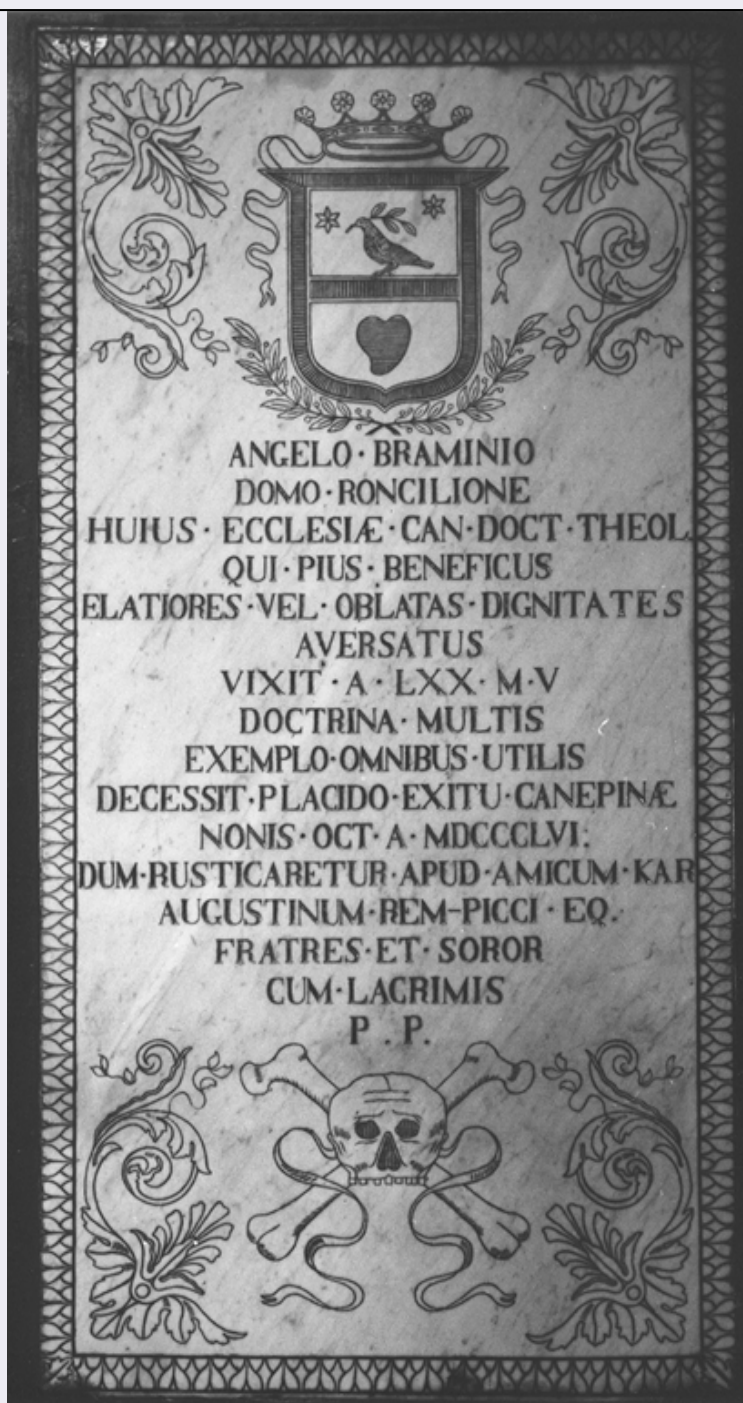 ANGELO · BRAMINIO
DOMO · RONCILIONE
HUIUS · ECCLESIÆ · CAN · DOCT · THEOL
QUI · PIUS · BENEFICUS
ELATIORES · VEL · OBLATAS · DIGNITATES
AVERSATUS
VIXIT · A · LXX · M · V
DOCTRINA · MULTIS
EXEMPLO · OMNIBUS · UTILIS
DECESSIT · PLACIDO · EXITU · CANEPINÆ
NONIS · OCT · A · MDCCCLVI:
DUM · RUSTICARETUR · APUD · AMICUM · KAR
AUGUSTINUM · REM-PICCI · EQ.
FRATRES · ET · SOROR
CUM · LACRIMIS
P . P.